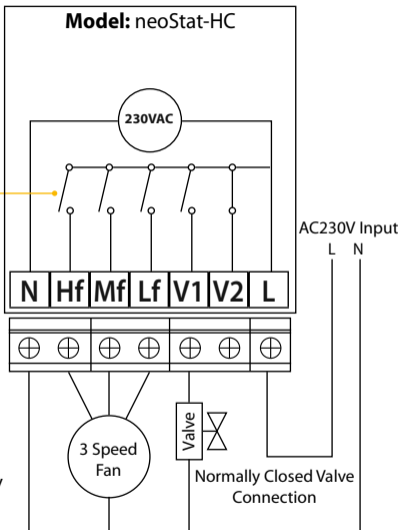 Model: neoStat-HC
230VAC
AC230V Input
L N
N Hf Mf Lf V1 V2 L
Valve
3 Speed
Fan
Normally Closed Valve
Connection